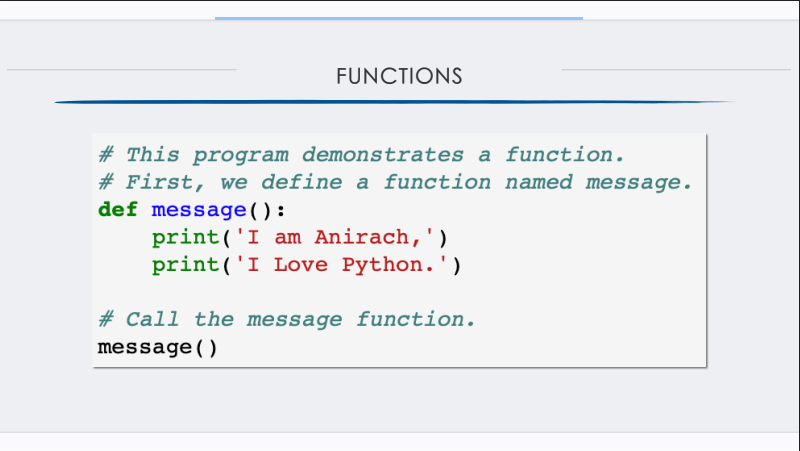 FUNCTIONS
# This program demonstrates a function.
# First, we define a function named message.
def message():
    print('I am Anirach,')
    print('I Love Python.')
# Call the message function.
message()